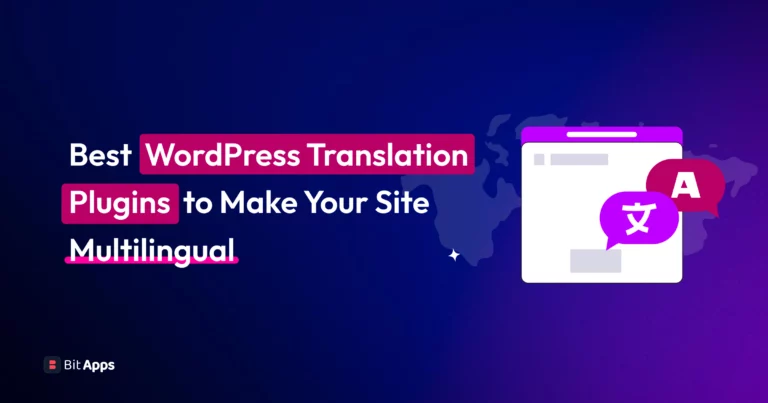 Best WordPress Translation
Plugins to Make Your Site
Multilingual
文
A
Bit Apps